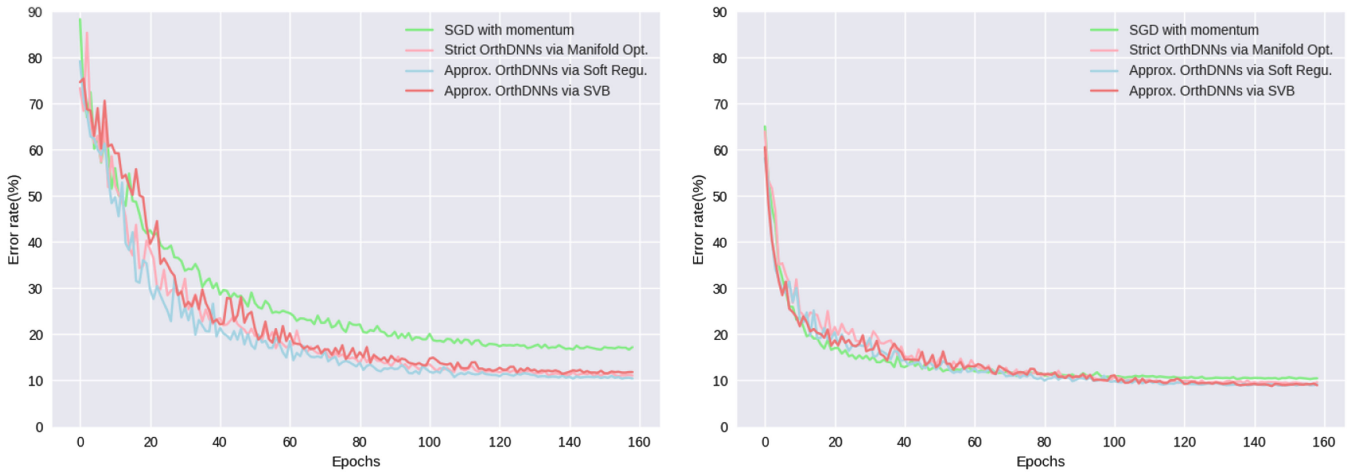 90
80
70
60
50
40
30
20
10
0
Error rate(\%)
0 20 40 60 80 100 120 140 160
Epochs
SGD with momentum
Strict OrthDNNs via Manifold Opt.
Approx. OrthDNNs via Soft Regu.
Approx. OrthDNNs via SVB
90
80
70
60
50
40
30
20
10
0
Error rate(\%)
0 20 40 60 80 100 120 140 160
Epochs
SGD with momentum
Strict OrthDNNs via Manifold Opt.
Approx. OrthDNNs via Soft Regu.
Approx. OrthDNNs via SVB